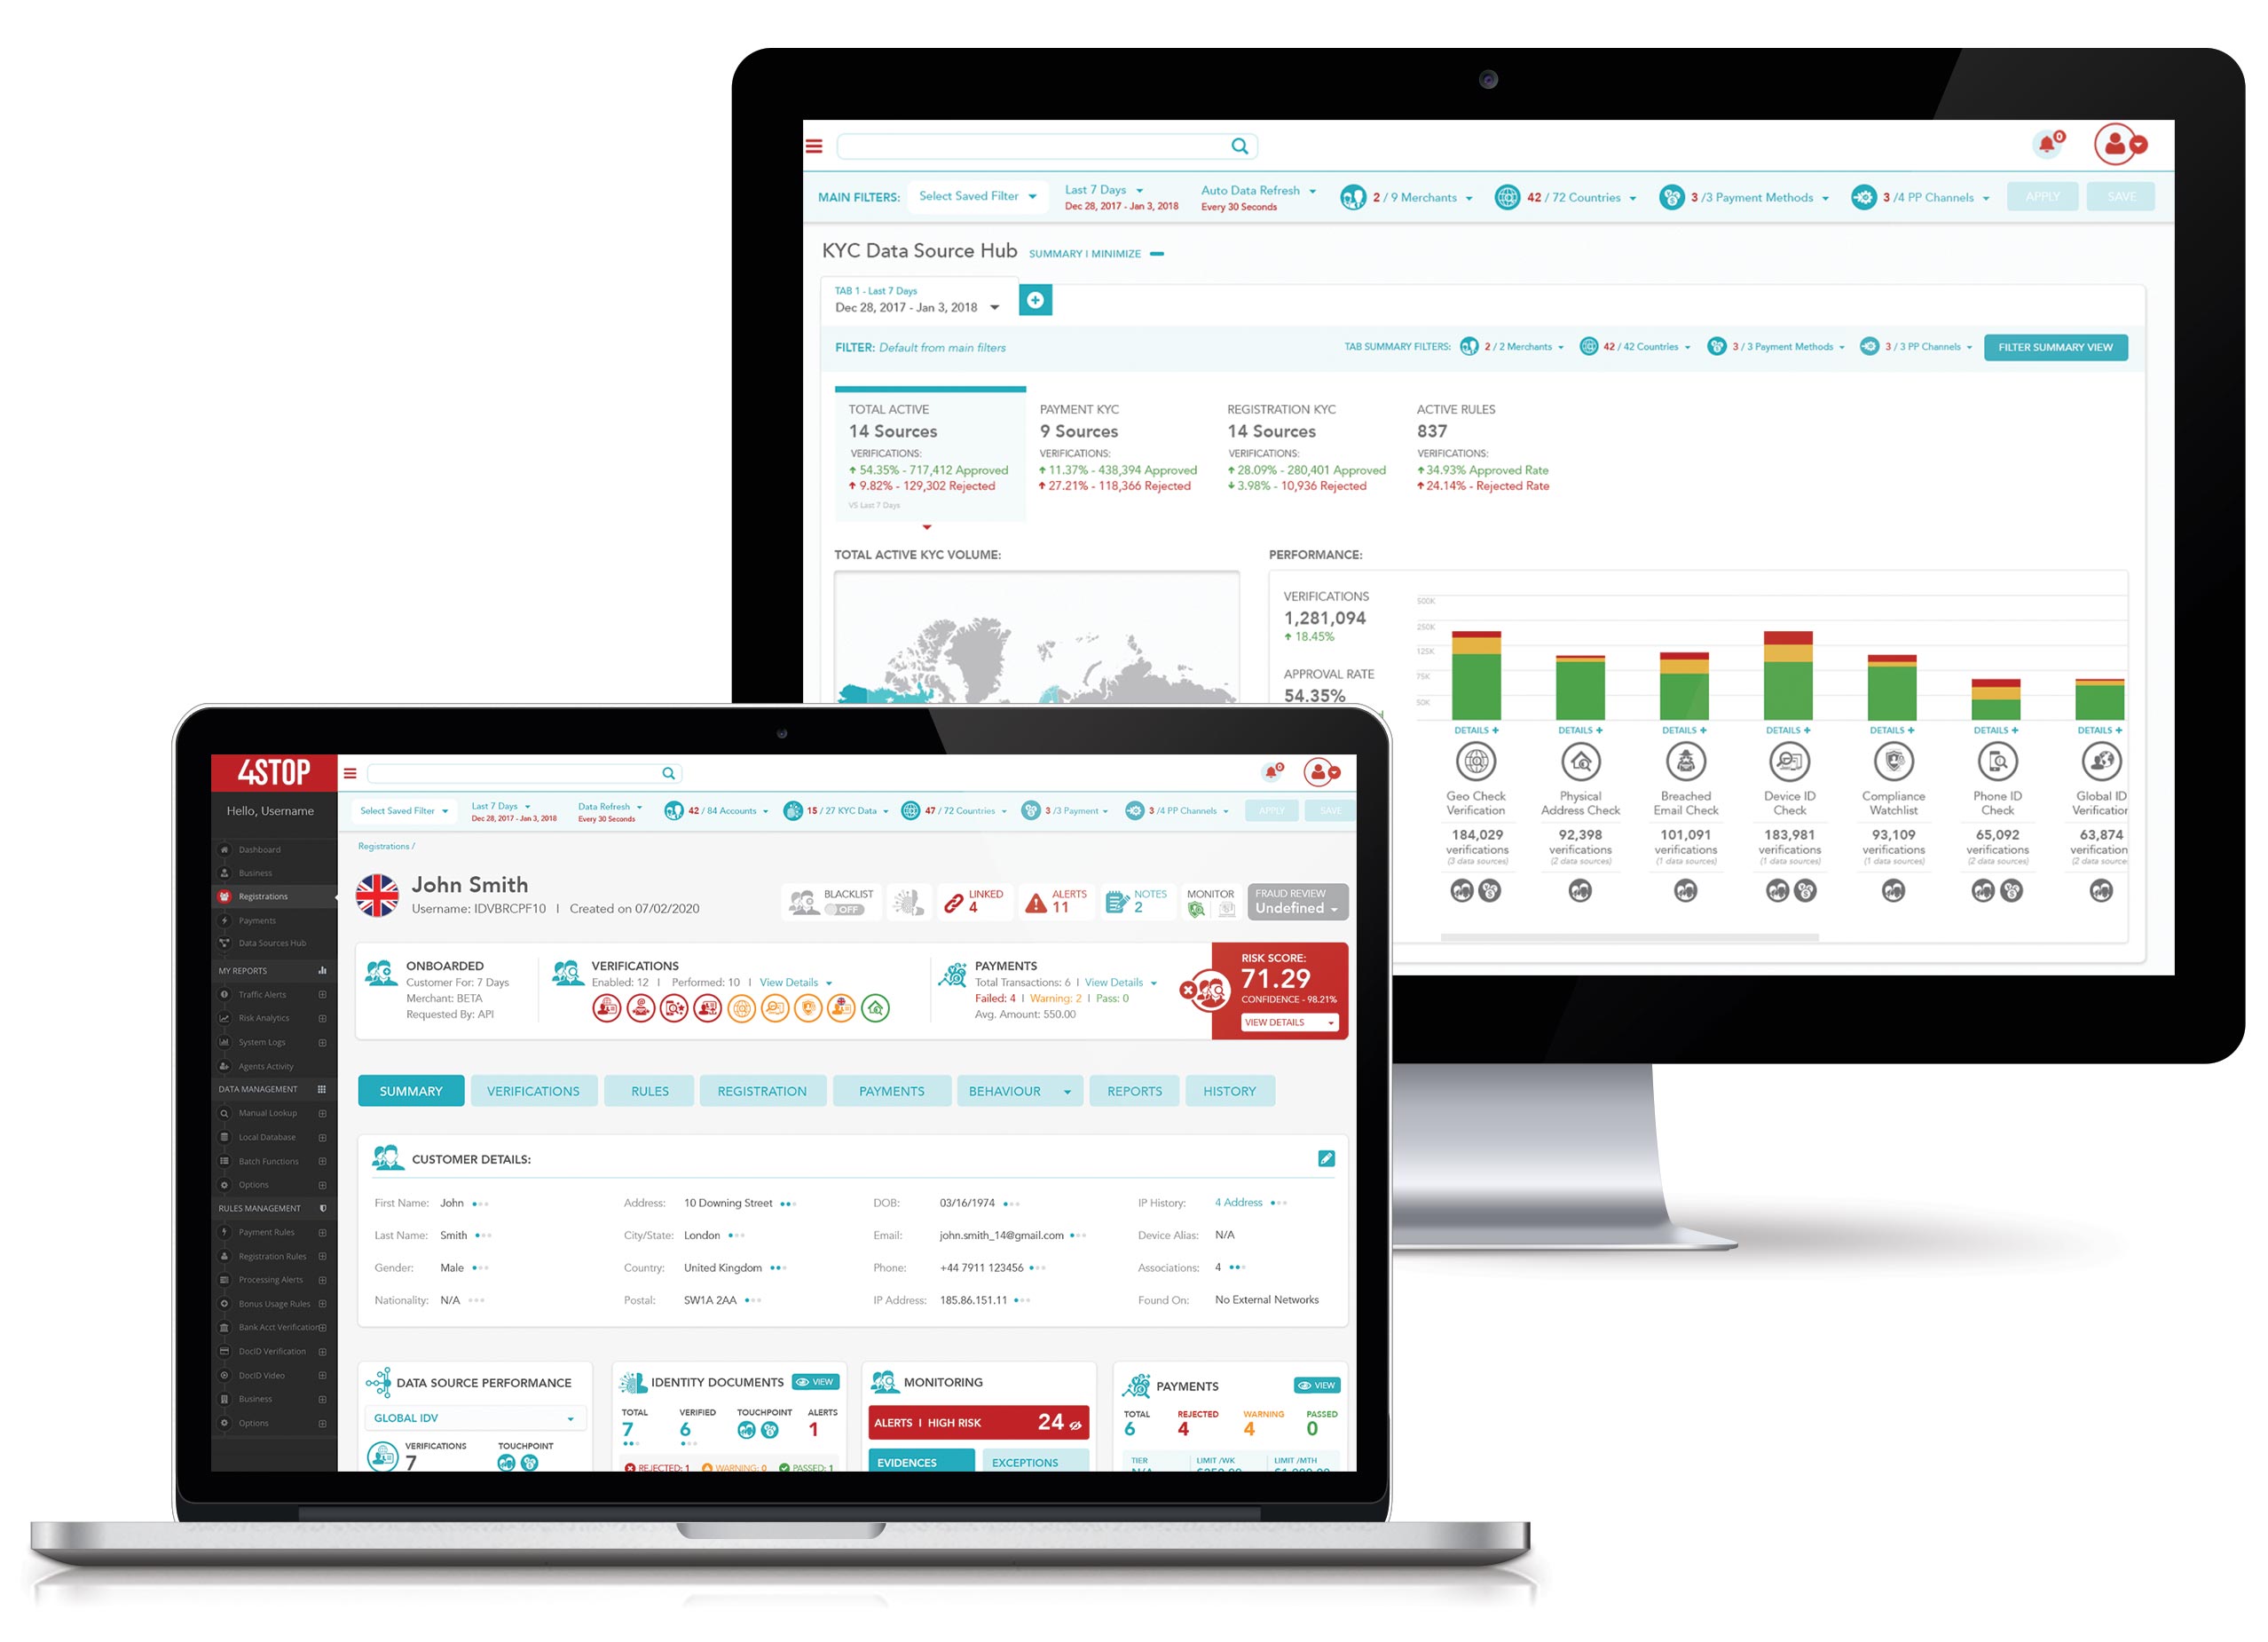 MAIN FILTERS: Select Saved Filter
Last 7 Days
Dec 28, 2017 - Jan 3, 2018
Auto Data Refresh
Every 30 Seconds
2 / 9 Merchants
42 / 72 Countries
3 /3 Payment Methods
3 /4 PP Channels
APPLY
SAVE
0
KYC Data Source Hub SUMMARY | MINIMIZE
TAB 1 - Last 7 Days
Dec 28, 2017 - Jan 3, 2018
FILTER: Default from main filters
TAB SUMMARY FILTERS: 2 / 2 Merchants 42 / 42 Countries 3 / 3 Payment Methods 3 / 3 PP Channels FILTER SUMMARY VIEW
TOTAL ACTIVE
14 Sources
VERIFICATIONS:
54.35% - 717,412 Approved
9.82% - 129,302 Rejected
VS Last 7 Days
PAYMENT KYC
9 Sources
VERIFICATIONS:
11.37% - 438,394 Approved
27.21% - 118,366 Rejected
REGISTRATION KYC
14 Sources
VERIFICATIONS:
28.09% - 280,401 Approved
3.98% - 10,936 Rejected
ACTIVE RULES
837
VERIFICATIONS:
34.93% Approved Rate
24.14% - Rejected Rate
TOTAL ACTIVE KYC VOLUME:
PERFORMANCE:
VERIFICATIONS
1,281,094
18.45%
APPROVAL RATE
54.35%
500K
250K
125K
75K
50K
DETAILS +
Geo Check
Verification
184,029
verifications
(3 data sources)
DETAILS +
Physical
Address Check
92,398
verifications
(2 data sources)
DETAILS +
Breached
Email Check
101,091
verifications
(1 data sources)
DETAILS +
Device ID
Check
183,981
verifications
(1 data sources)
DETAILS +
Compliance
Watchlist
93,109
verifications
(1 data sources)
DETAILS +
Phone ID
Check
65,092
verifications
(2 data sources)
DETAILS +
Global ID
Verification
63,874
verification
(2 data sourc
4STOP
Hello, Username
Dashboard
Business
Registrations
Payments
Data Sources Hub
MY REPORTS
Traffic Alerts
Risk Analytics
System Logs
Agents Activity
DATA MANAGEMENT
Manual Lookup
Local Database
Batch Functions
Options
RULES MANAGEMENT
Payment Rules
Registration Rules
Processing Alerts
Bonus Usage Rules
Bank Acct Verification
DocID Verification
DocID Video
Business
Options
0
Select Saved Filter
Last 7 Days
Dec 28, 2017 - Jan 3, 2018
Data Refresh
Every 30 Seconds
42 / 84 Accounts
15 / 27 KYC Data
47 / 72 Countries
3 /3 Payment
3 /4 PP Channels
APPLY
SAVE
Registrations /
John Smith
Username: IDVBRCPF10 | Created on 07/02/2020
BLACKLIST
OFF
LINKED
4
ALERTS
11
NOTES
2
MONITOR
FRAUD REVIEW
Undefined
ONBOARDED
Customer For: 7 Days
Merchant: BETA
Requested By: API
VERIFICATIONS
Enabled: 12 | Performed: 10 | View Details
PAYMENTS
Total Transactions: 6 | View Details
Failed: 4 | Warning: 2 | Pass: 0
Avg. Amount: 550.00
RISK SCORE:
71.29
CONFIDENCE - 98.21%
VIEW DETAILS
SUMMARY
VERIFICATIONS
RULES
REGISTRATION
PAYMENTS
BEHAVIOUR
REPORTS
HISTORY
CUSTOMER DETAILS:
First Name: John
Address: 10 Downing Street
DOB: 03/16/1974
IP History: 4 Address
Last Name: Smith
City/State: London
Email: john.smith_14@gmail.com
Device Alias: N/A
Gender: Male
Country: United Kingdom
Phone: +44 7911 123456
Associations: 4
Nationality: N/A
Postal: SW1A 2AA
IP Address: 185.86.151.11
Found On: No External Networks
DATA SOURCE PERFORMANCE
GLOBAL IDV
VERIFICATIONS
7
TOUCHPOINT
IDENTITY DOCUMENTS
VIEW
TOTAL
7
VERIFIED
6
TOUCHPOINT
ALERTS
1
REJECTED: 1 WARNING: 0 PASSED: 1
MONITORING
ALERTS | HIGH RISK 24
EVIDENCES
EXCEPTIONS
PAYMENTS
VIEW
TOTAL
6
REJECTED
4
WARNING
4
PASSED
0
TIER
LIMIT /WK
LIMIT /MTH